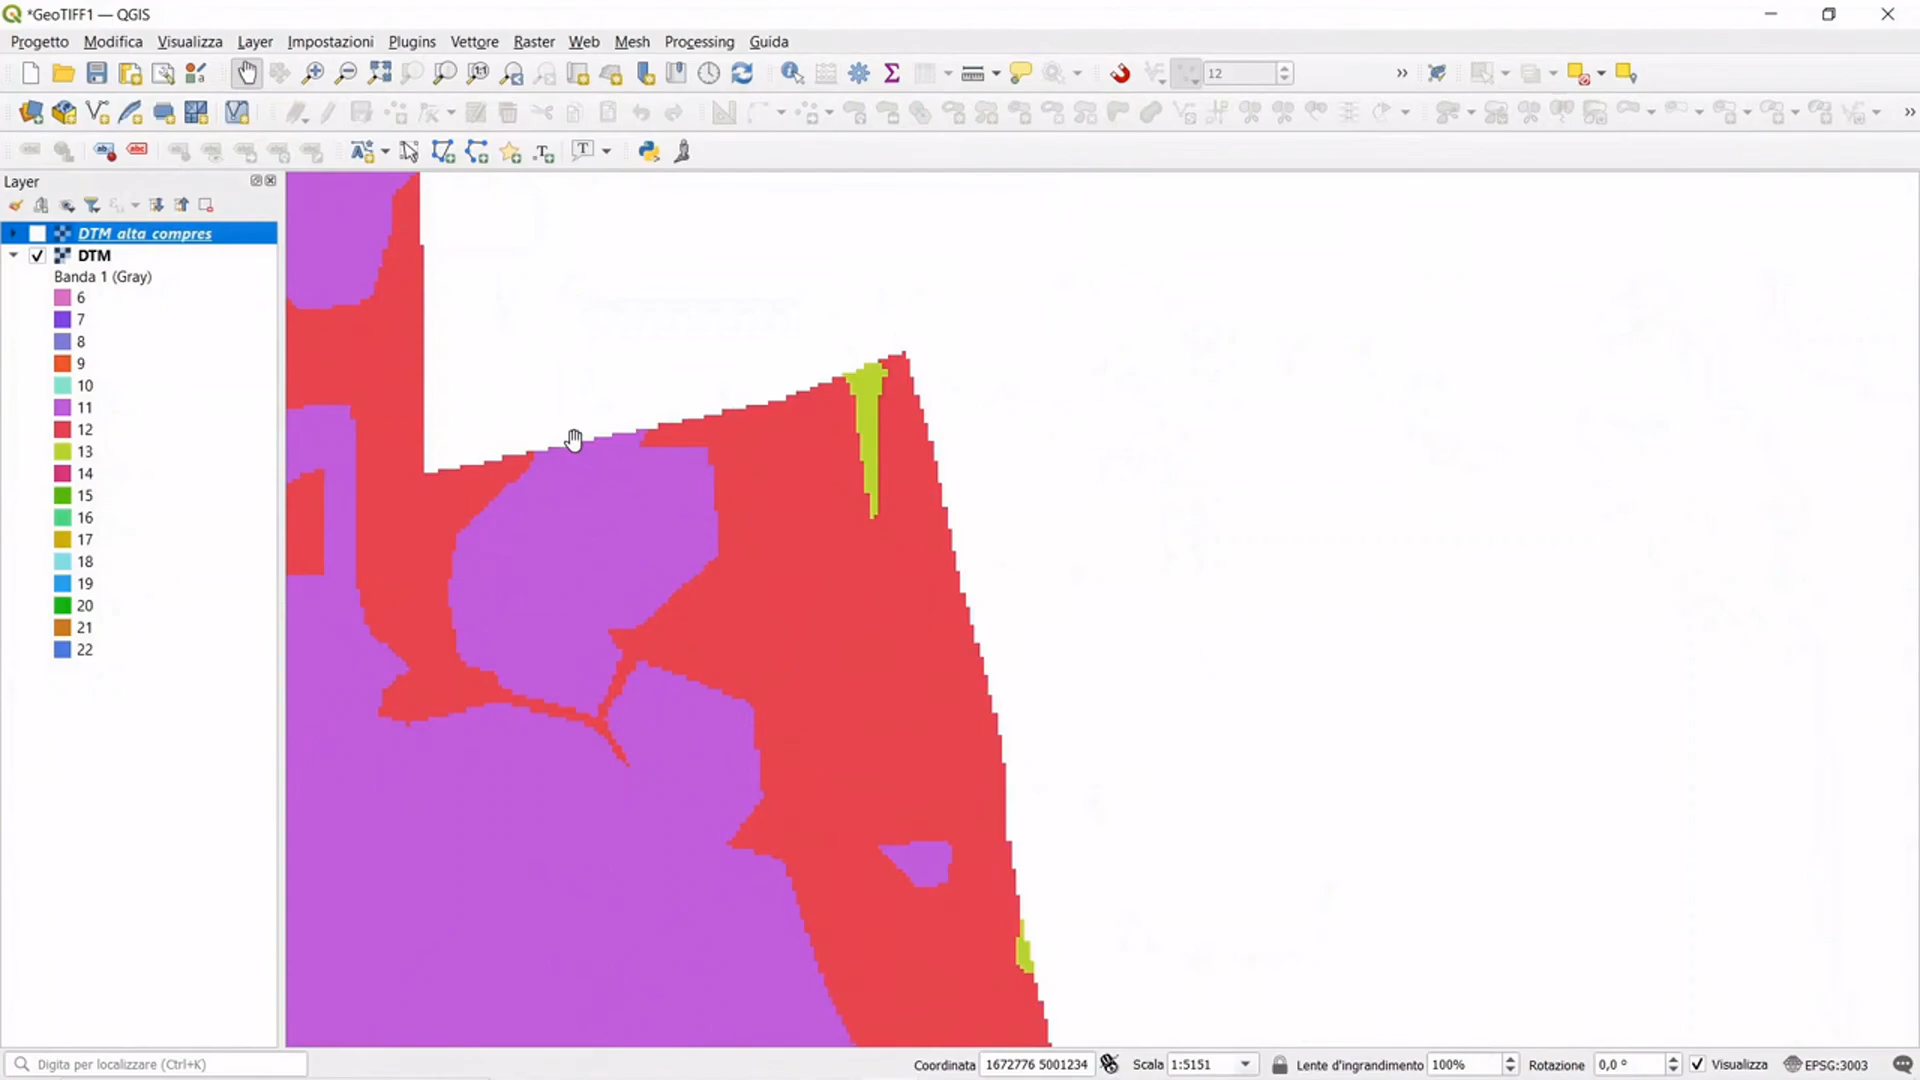 *GeoTIFF1 — QGIS
Progetto Modifica Visualizza Layer Impostazioni Plugins Vettore Raster Web Mesh Processing Guida
12
Layer
DTM alta compres
DTM
Banda 1 (Gray)
6
7
8
9
10
11
12
13
14
15
16
17
18
19
20
21
22
Digita per localizzare (Ctrl+K) Coordinata 1672776 5001234 Scala 1:5151 Lente d'ingrandimento 100% Rotazione 0,0 ° Visualizza EPSG:3003